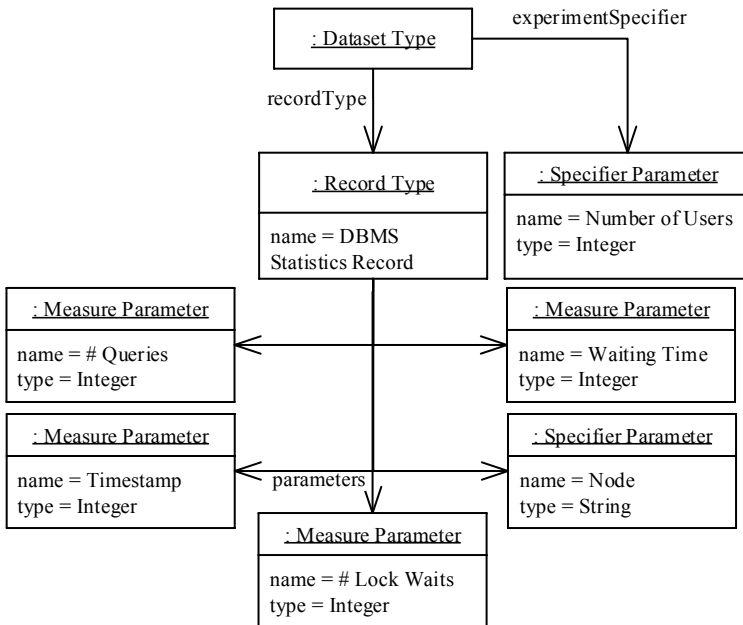 : Dataset Type
experimentSpecifier
recordType
: Record Type
name = DBMS
Statistics Record
: Specifier Parameter
name = Number of Users
type = Integer
: Measure Parameter
name = # Queries
type = Integer
: Measure Parameter
name = Waiting Time
type = Integer
: Measure Parameter
name = Timestamp
type = Integer
parameters
: Specifier Parameter
name = Node
type = String
: Measure Parameter
name = # Lock Waits
type = Integer